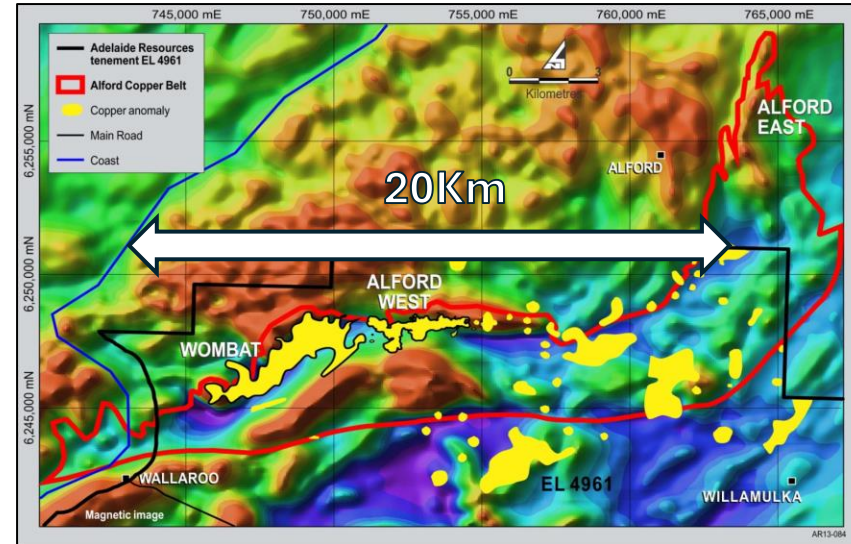 745,000 mE
750,000 mE
755,000 mE
760,000 mE
765,000 mE
Adelaide Resources
tenement EL 4961
Alford Copper Belt
Copper anomaly
Main Road
Coast
0
3
Kilometres
ALFORD
EAST
ALFORD
6,255,000 mN
20Km
6,250,000 mN
ALFORD
WEST
WOMBAT
6,245,000 mN
WALLAROO
EL 4961
WILLAMULKA
Magnetic image
AR13-084